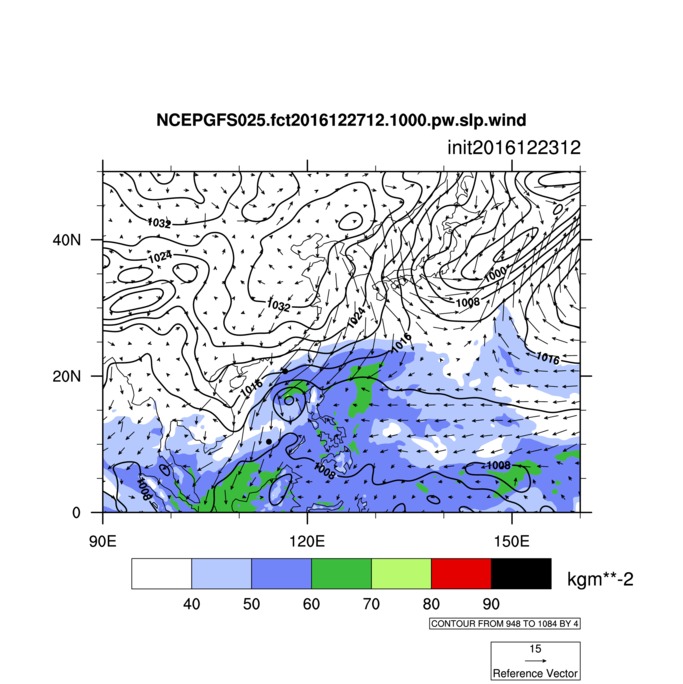 NCEPGFS025.fct2016122712.1000.pw.slp.wind
init2016122312
40N
20N
0
1032
1024
1032
1024
1000
1008
1016
1016
1016
1008
1008
1008
90E 120E 150E
40 50 60 70 80 90
kgm**-2
CONTOUR FROM 948 TO 1084 BY 4
15
Reference Vector